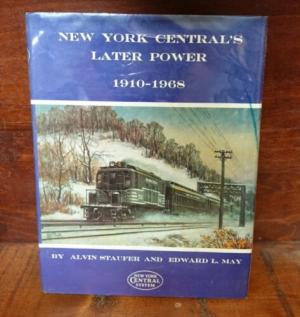 NEW YORK CENTRAL'S
LATER POWER
1910-1968
BY ALVIN STAUFER AND EDWARD L. MAY
NEW YORK
CENTRAL
SYSTEM